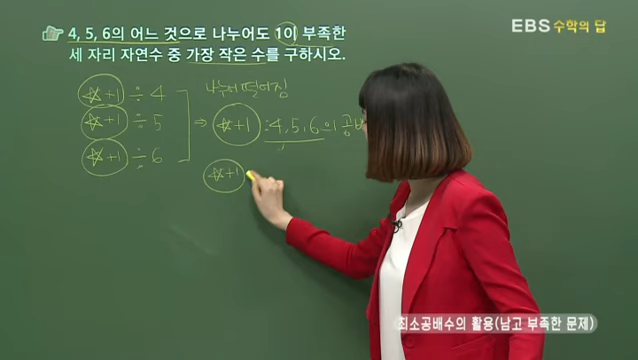 4, 5, 6의 어느 것으로 나누어도 1이 부족한
세 자리 자연수 중 가장 작은 수를 구하시오.
EBS 수학의 답
☆+1 ÷ 4
☆+1 ÷ 5
☆+1 ÷ 6
나누어 떨어짐
⇒ ☆+1 : 4, 5, 6의 공배
☆+1
최소공배수의 활용(남고 부족한 문제)